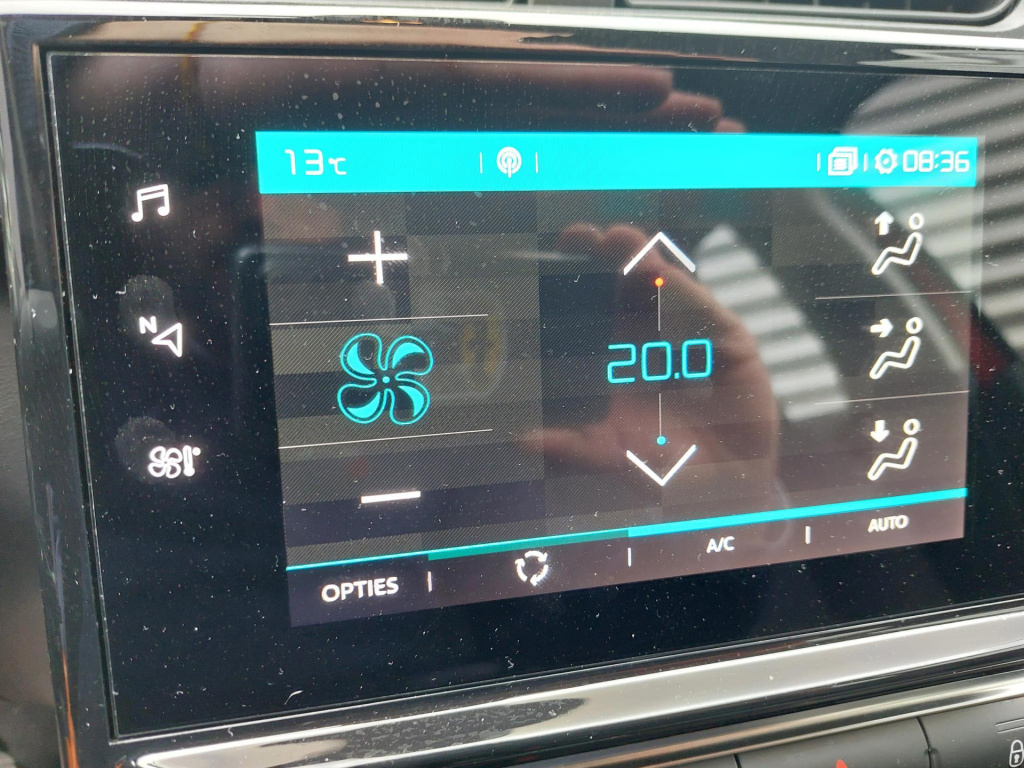 13°C
08:36
N
20.0
OPTIES
A/C
AUTO